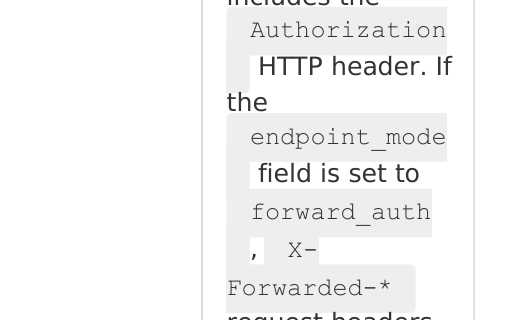 includes the
Authorization
HTTP header. If
the
endpoint_mode
field is set to
forward_auth
, X-
Forwarded-*
request headers